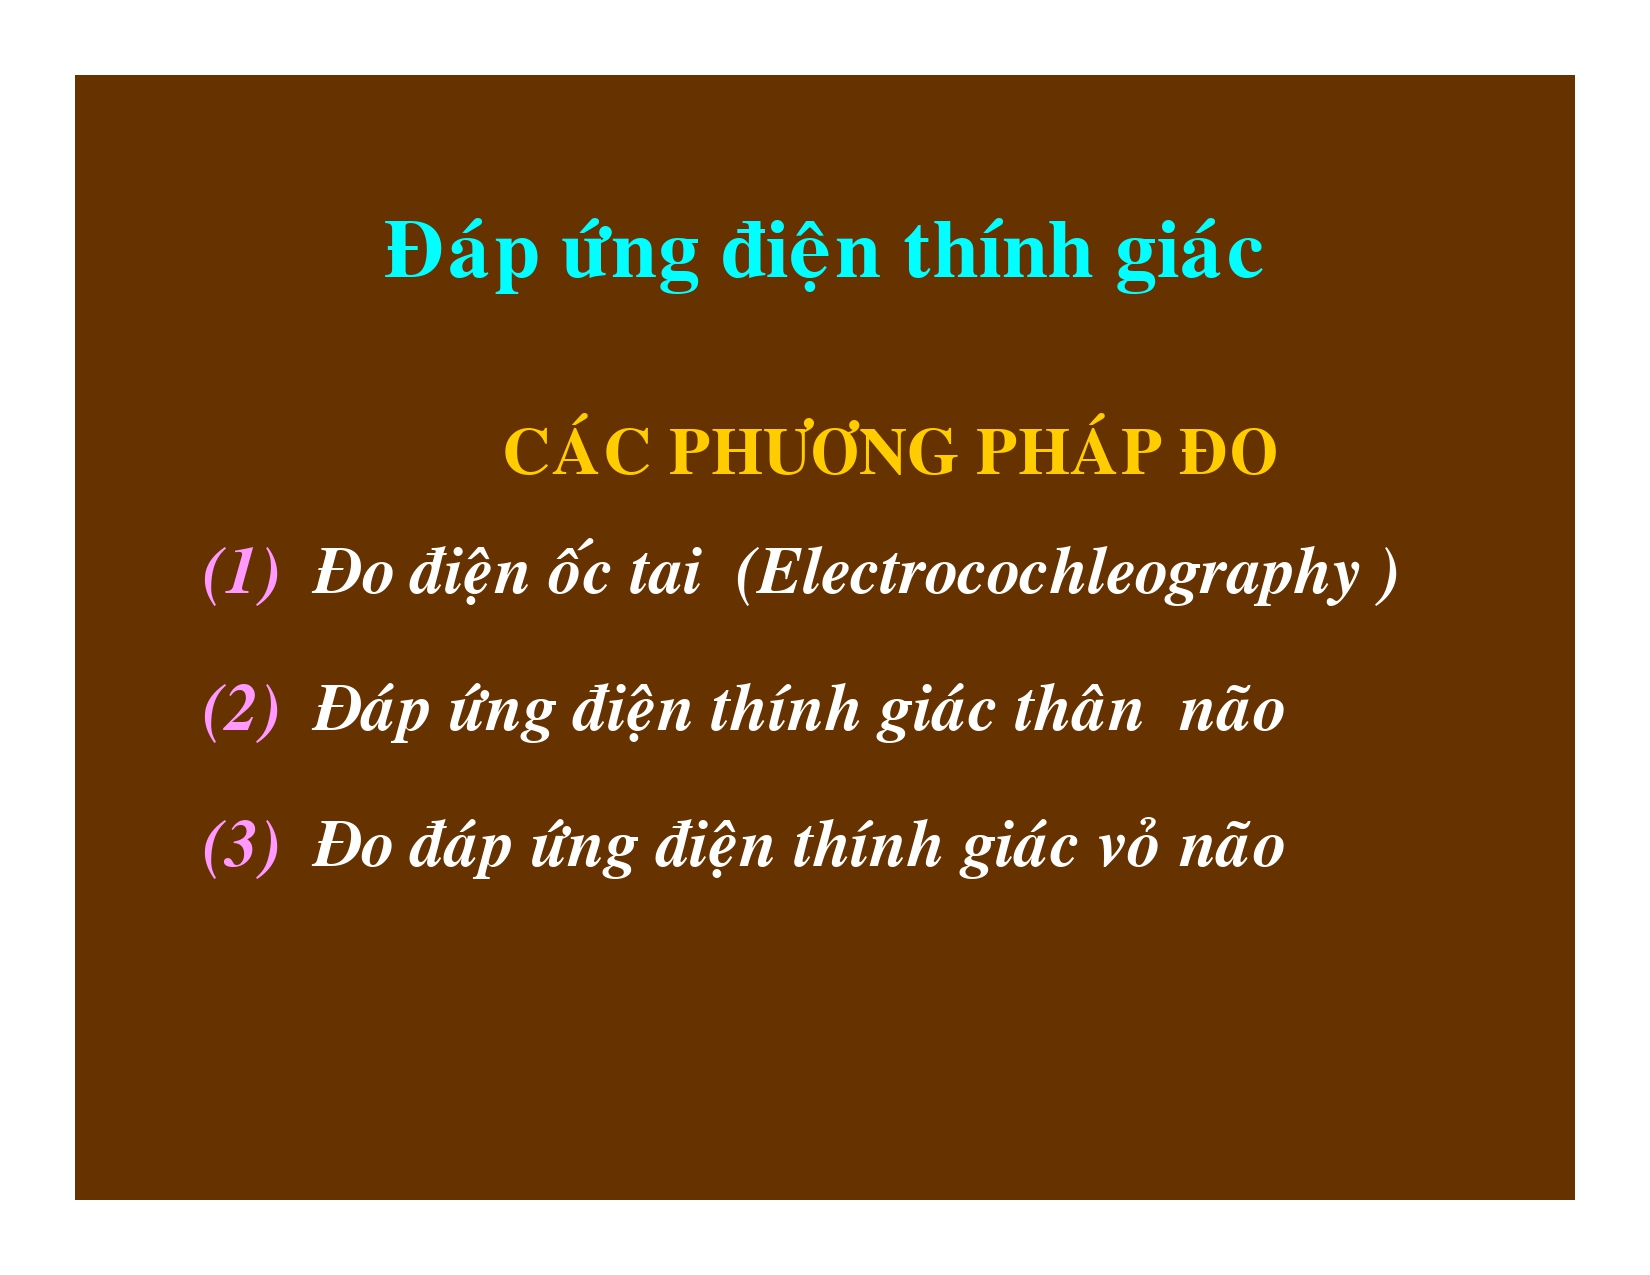 Đáp ứng điện thính giác
CÁC PHƯƠNG PHÁP ĐO
(1) Đo điện ốc tai (Electrocochleography )
(2) Đáp ứng điện thính giác thân não
(3) Đo đáp ứng điện thính giác vỏ não